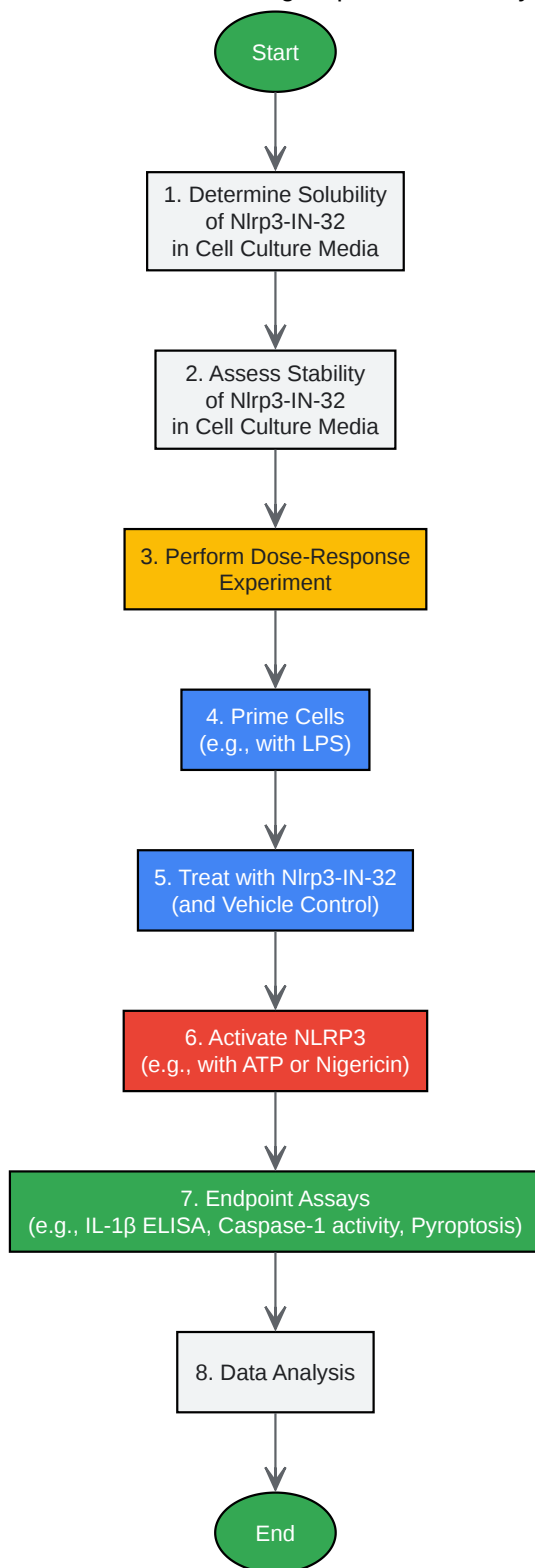 Start
1. Determine Solubility
of Nlrp3-IN-32
in Cell Culture Media
2. Assess Stability
of Nlrp3-IN-32
in Cell Culture Media
3. Perform Dose-Response
Experiment
4. Prime Cells
(e.g., with LPS)
5. Treat with Nlrp3-IN-32
(and Vehicle Control)
6. Activate NLRP3
(e.g., with ATP or Nigericin)
7. Endpoint Assays
(e.g., IL-1β ELISA, Caspase-1 activity, Pyroptosis)
8. Data Analysis
End